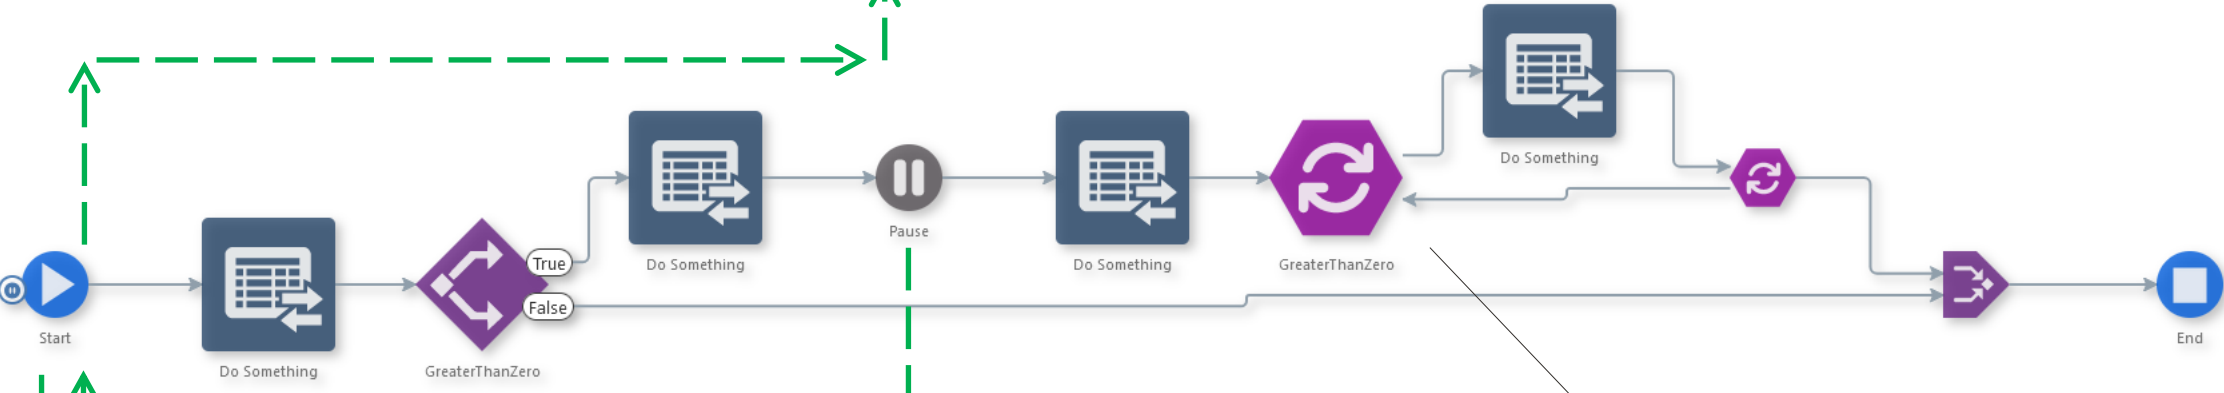 Start
Do Something
GreaterThanZero
True
False
Do Something
Pause
Do Something
GreaterThanZero
Do Something
End